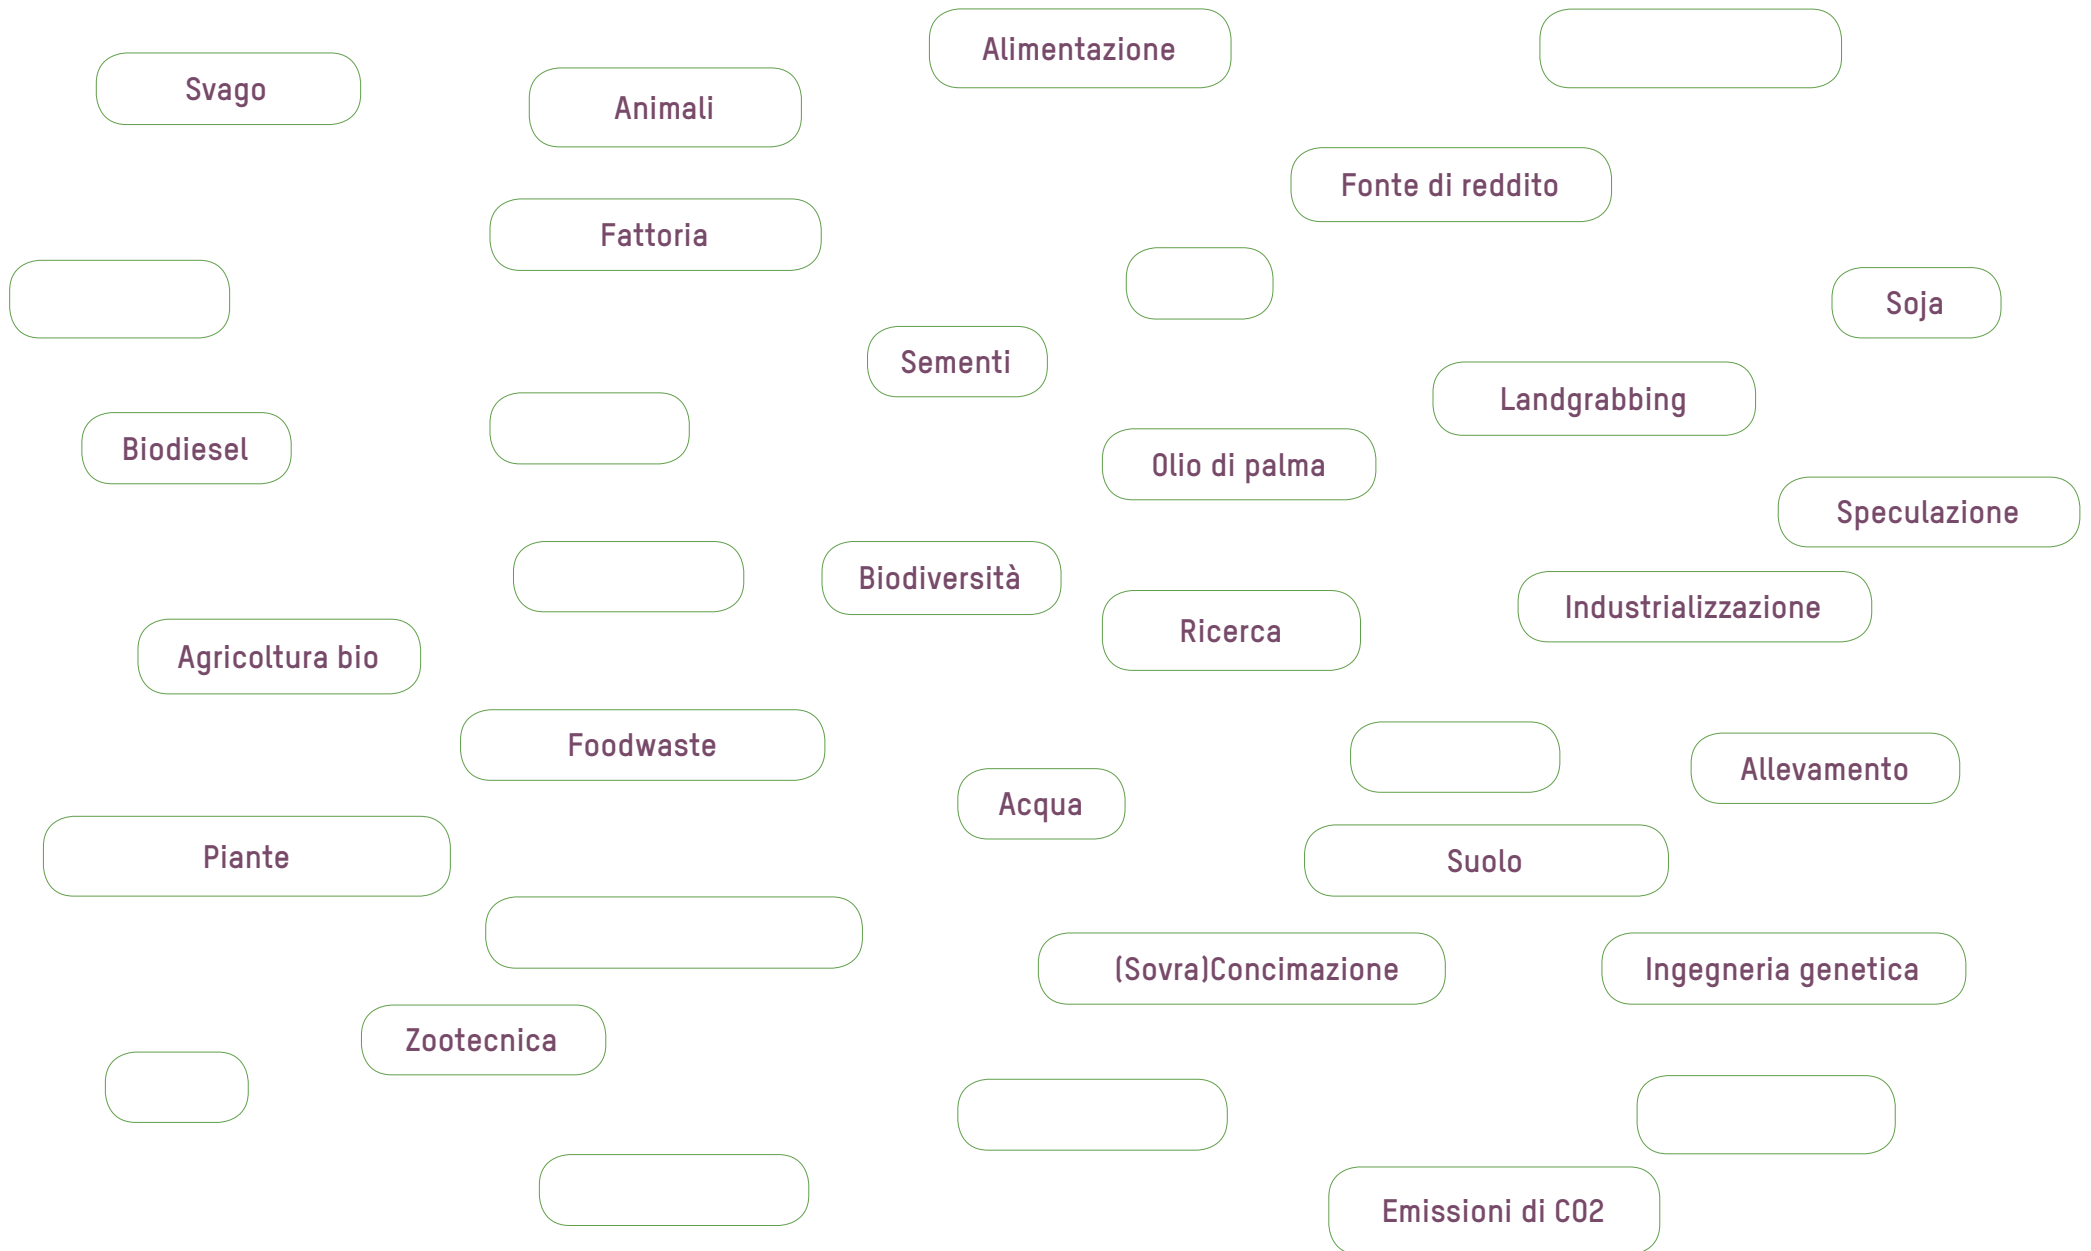 Alimentazione
Svago
Animali
Fonte di reddito
Fattoria
Soja
Sementi
Landgrabbing
Biodiesel
Olio di palma
Speculazione
Biodiversità
Industrializzazione
Ricerca
Agricoltura bio
Foodwaste
Allevamento
Acqua
Piante
Suolo
(Sovra)Concimazione
Ingegneria genetica
Zootecnica
Emissioni di CO2